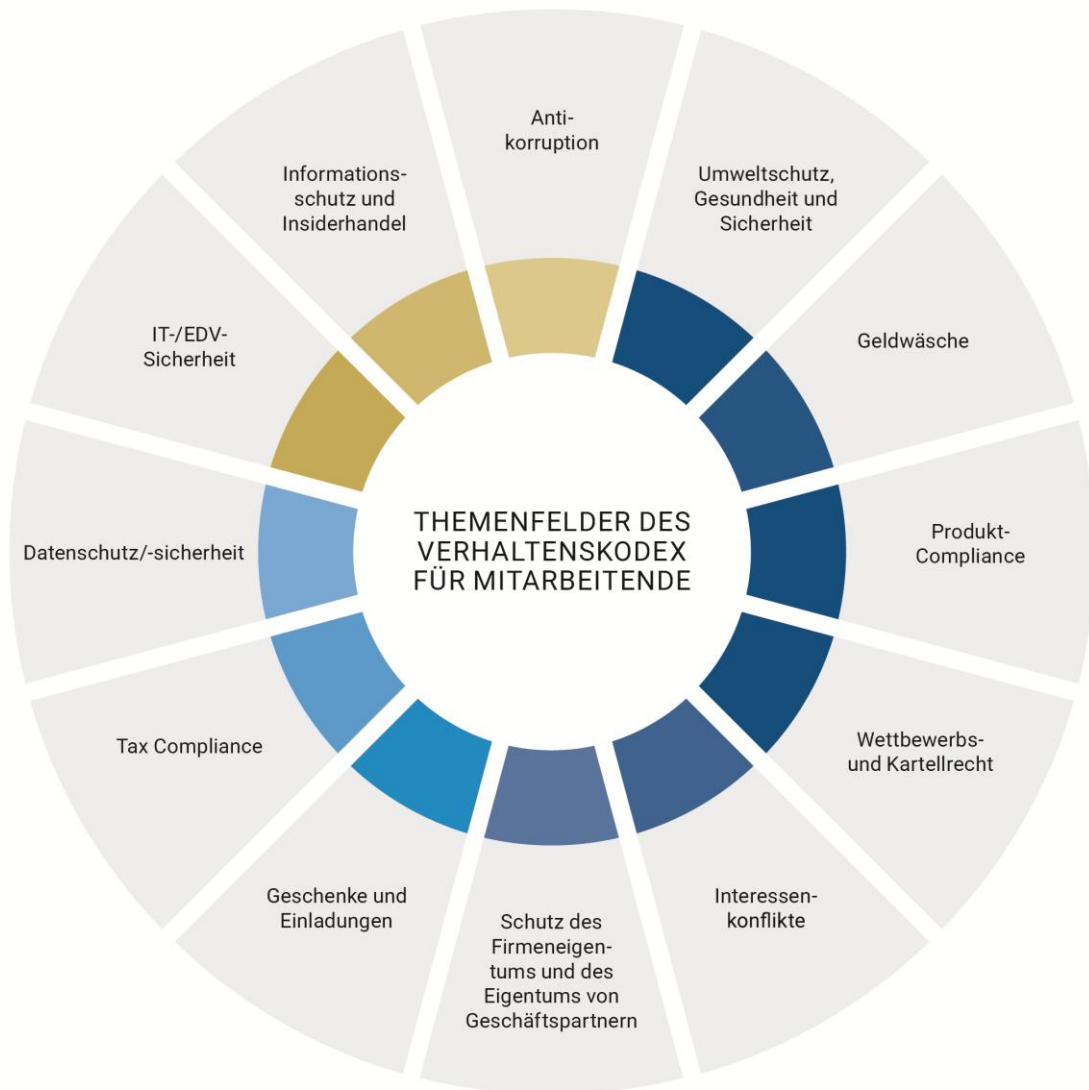 Anti-
korruption
Umweltschutz,
Gesundheit und
Sicherheit
Geldwäsche
Produkt-
Compliance
Wettbewerbs-
und Kartellrecht
Interessen-
konflikte
Schutz des
Firmeneigen-
tums und des
Eigentums von
Geschäftspartnern
Geschenke und
Einladungen
Tax Compliance
Datenschutz/-sicherheit
IT-/EDV-
Sicherheit
Informations-
schutz und
Insiderhandel
THEMENFELDER DES
VERHALTENSKODEX
FÜR MITARBEITENDE